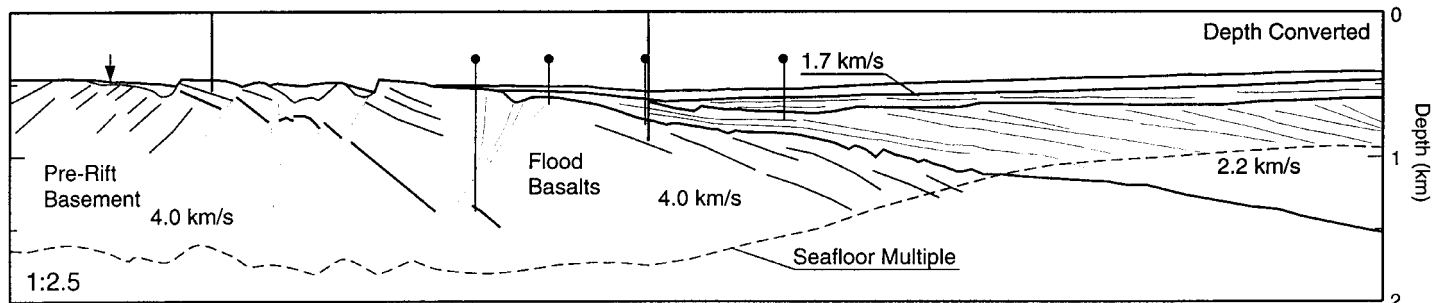 0
Depth Converted
1.7 km/s
Depth (km)
1
Pre-Rift
Basement
4.0 km/s
Flood
Basalts
4.0 km/s
2.2 km/s
Seafloor Multiple
1:2.5
2